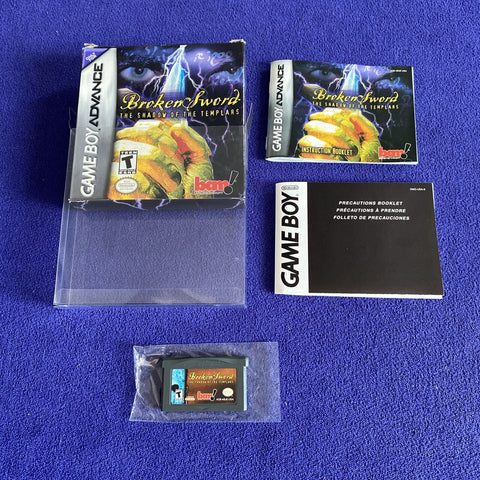 GAME BOY ADVANCE
Broken Sword
THE SHADOW OF THE TEMPLARS
TEEN
T
Nintendo
bam!
GAME BOY ADVANCE
Broken Sword
THE SHADOW OF THE TEMPLARS
INSTRUCTION BOOKLET
bam!
Nintendo
GAME BOY
PRECAUTIONS BOOKLET
PRÉCAUTIONS À PRENDRE
FOLLETO DE PRECAUCIONES
Broken Sword
THE SHADOW OF THE TEMPLARS
T
bam!